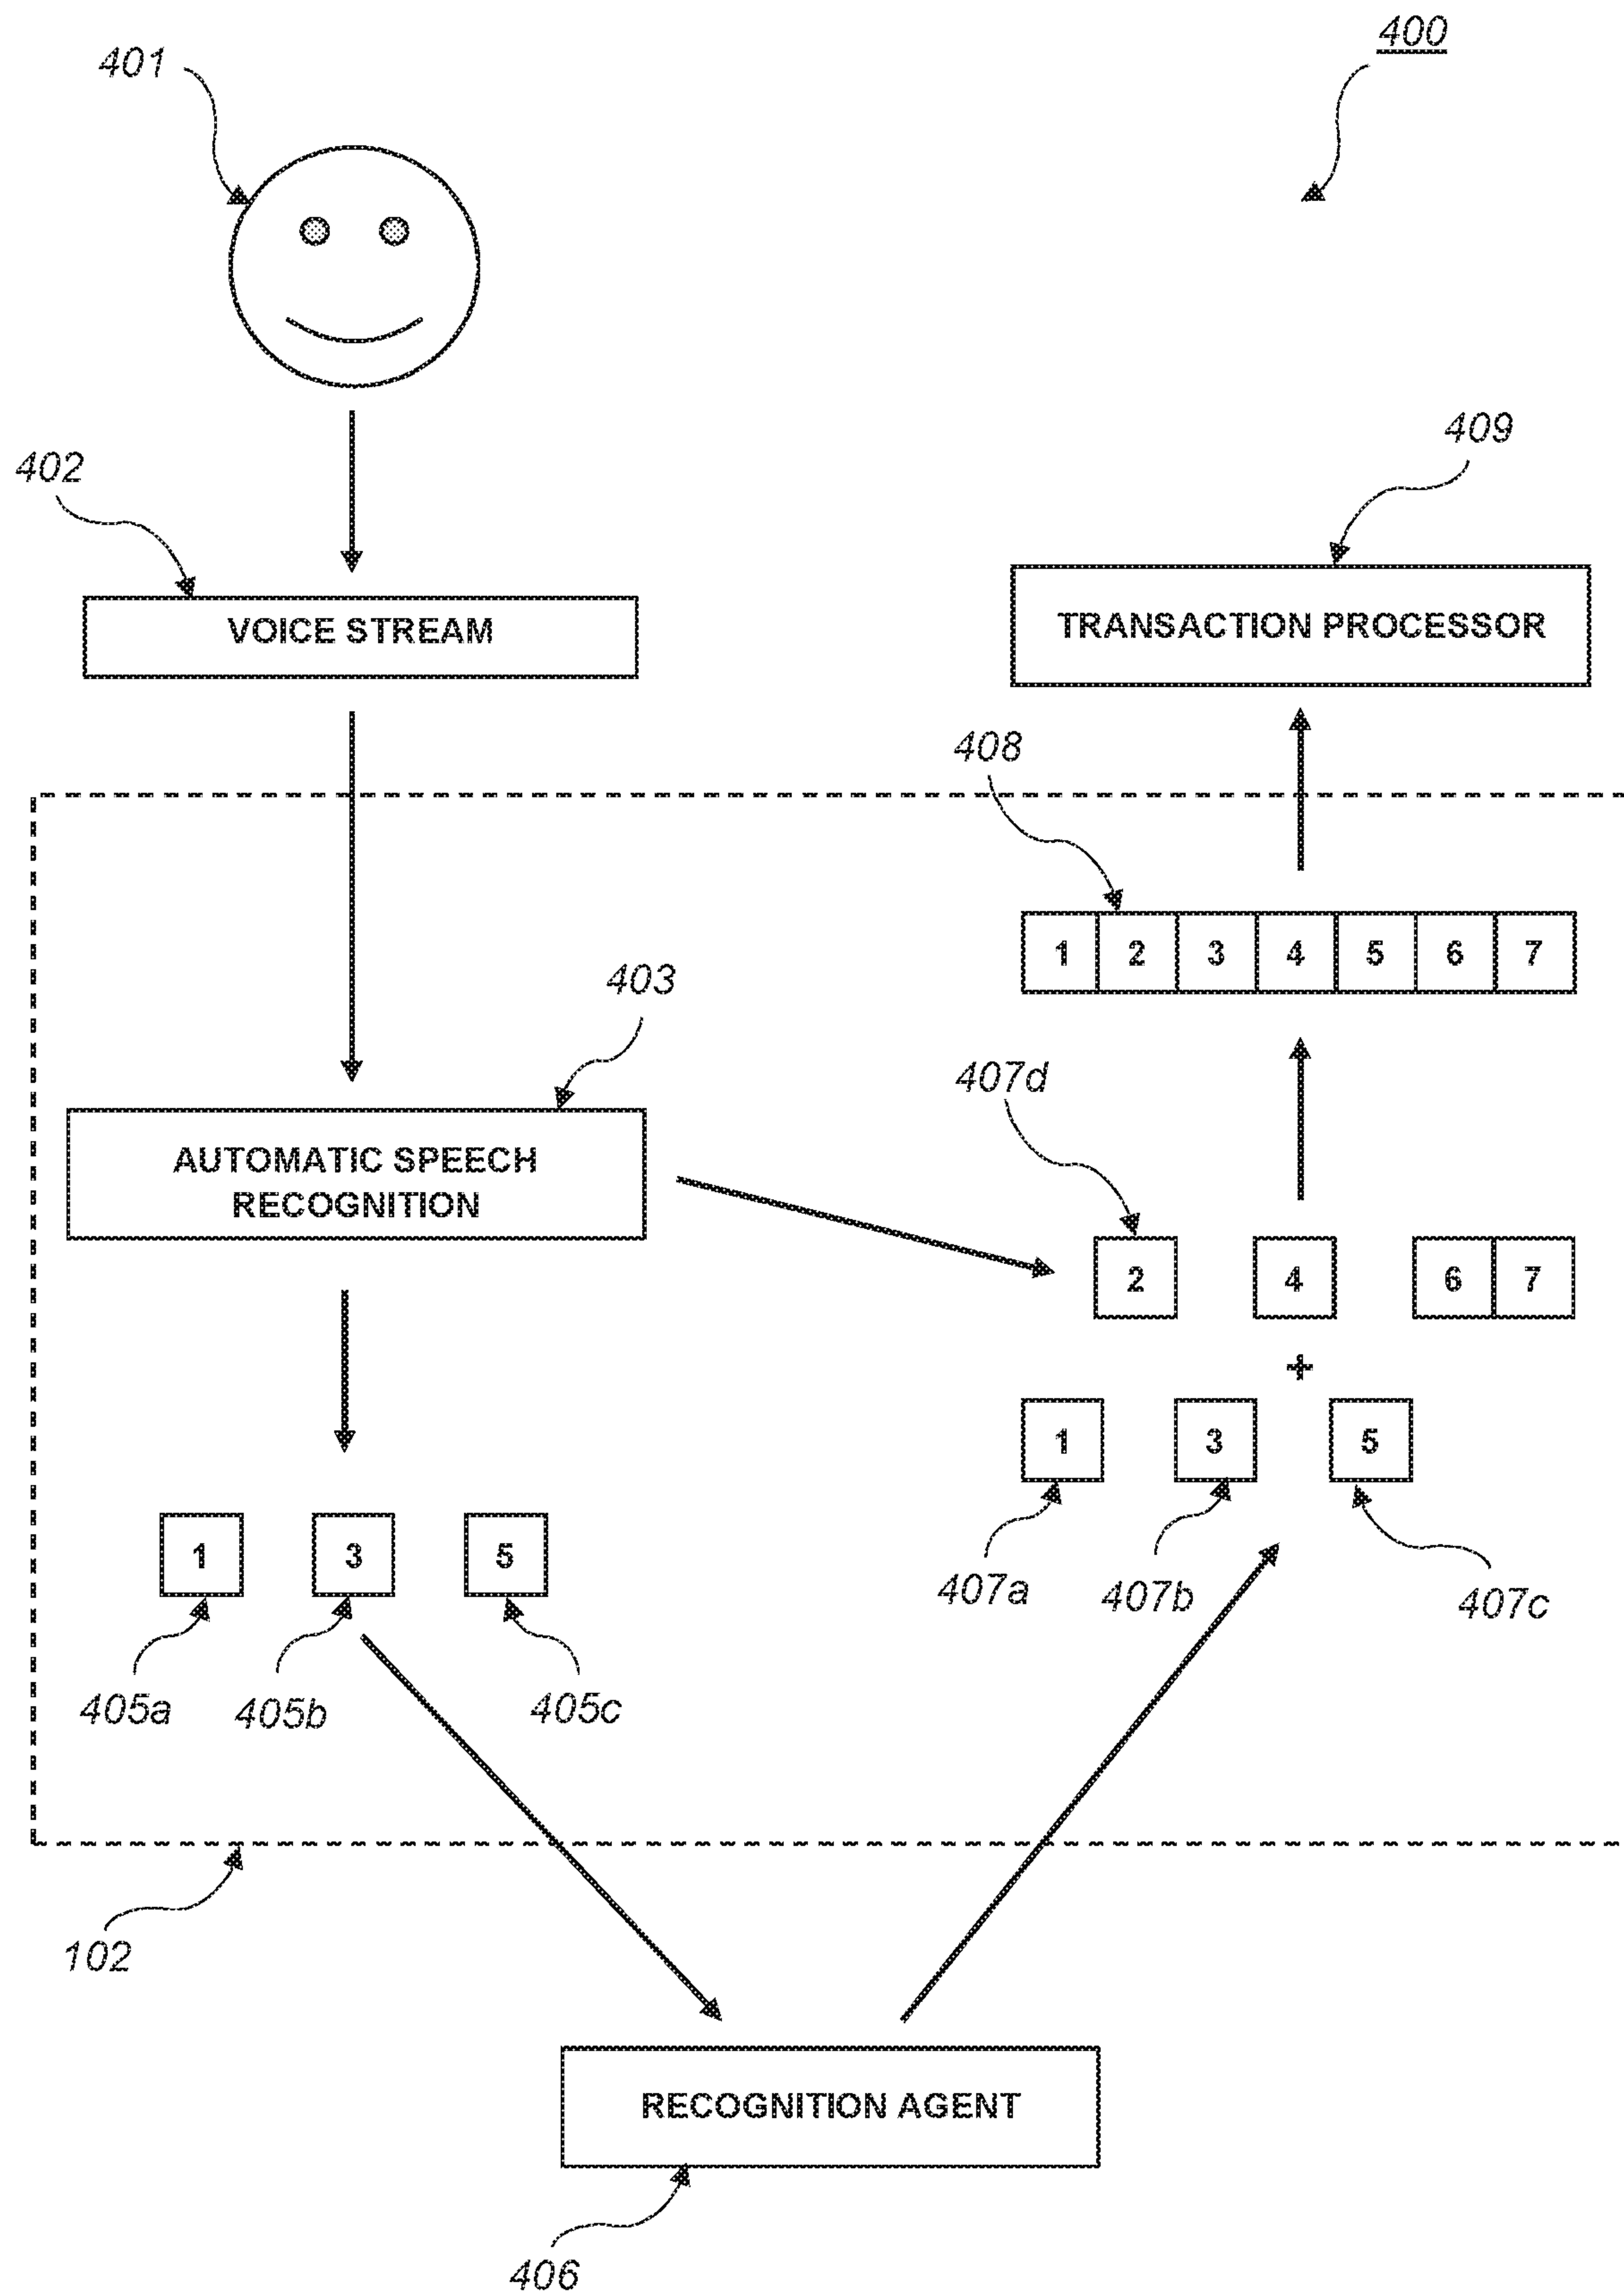 400
401
402
409
VOICE STREAM
TRANSACTION PROCESSOR
408
1 2 3 4 5 6 7
403
407d
AUTOMATIC SPEECH
RECOGNITION
2 4 6 7
+
1 3 5
407a 407b 407c
1 3 5
405a 405b 405c
102
RECOGNITION AGENT
406